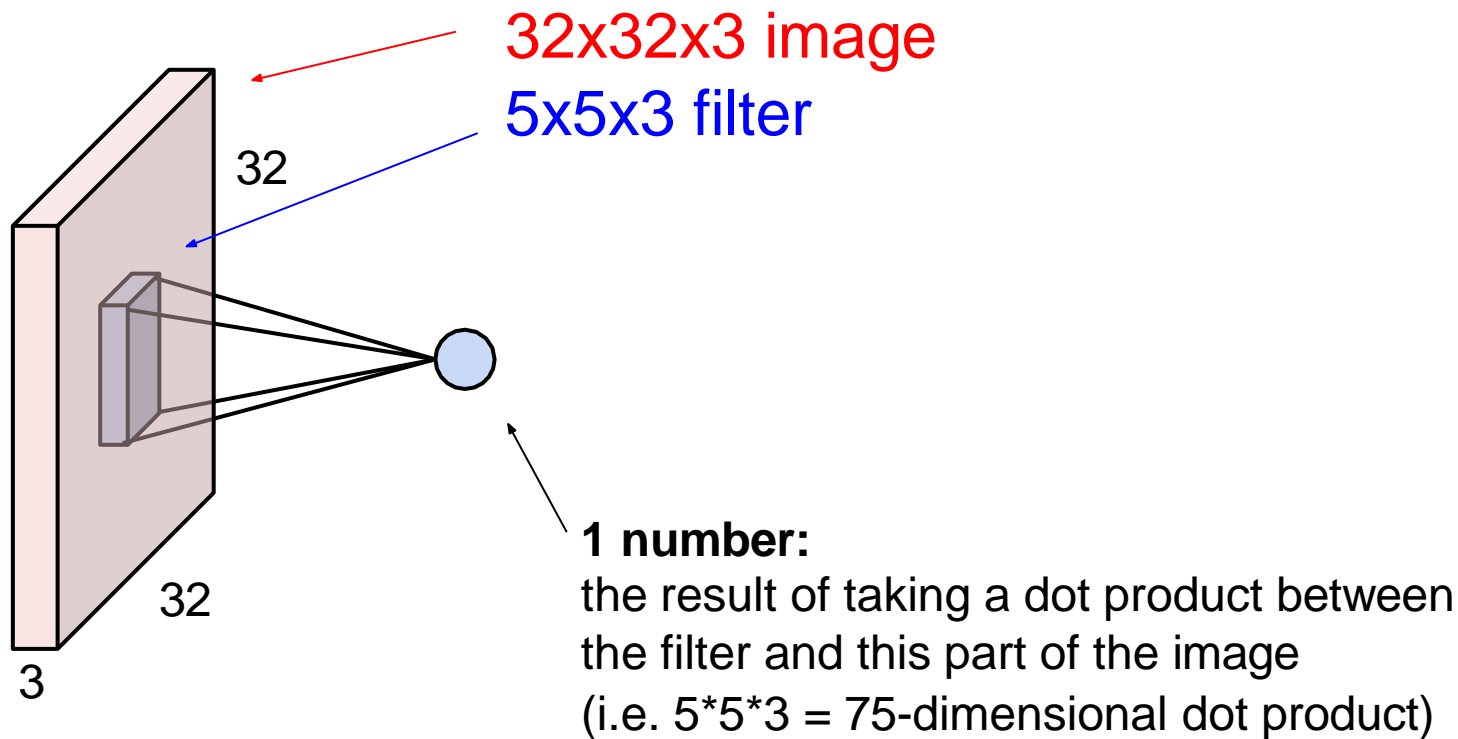 32x32x3 image
5x5x3 filter
32
32
3
1 number:
the result of taking a dot product between
the filter and this part of the image
(i.e. 5*5*3 = 75-dimensional dot product)